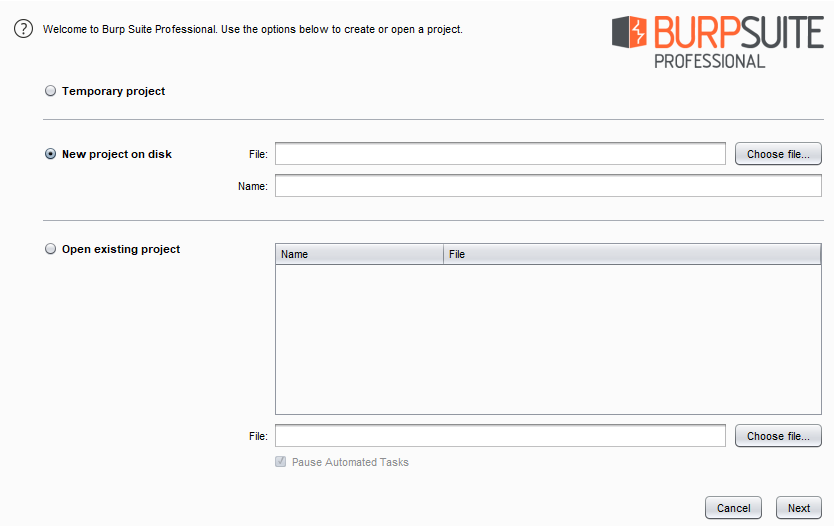 Welcome to Burp Suite Professional. Use the options below to create or open a project.
BURPSUITE
PROFESSIONAL
Temporary project
New project on disk
File:
Choose file...
Name:
Open existing project
Name
File
File:
Choose file...
Pause Automated Tasks
Cancel
Next